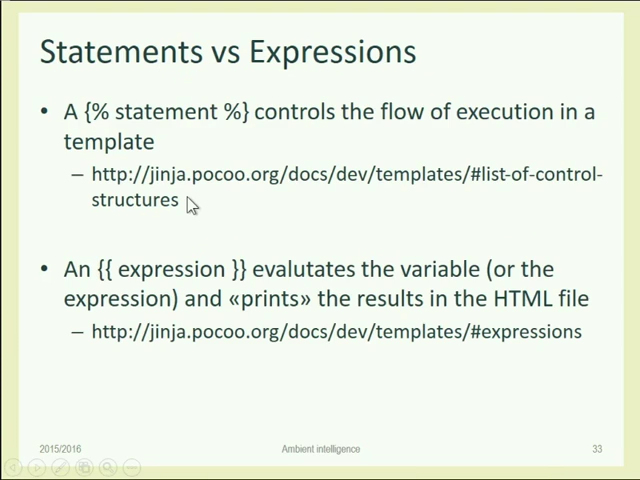 Statements vs Expressions
• A {% statement %} controls the flow of execution in a
template
– http://jinja.pocoo.org/docs/dev/templates/#list-of-control-
structures
• An {{ expression }} evalutates the variable (or the
expression) and «prints» the results in the HTML file
– http://jinja.pocoo.org/docs/dev/templates/#expressions
2015/2016 Ambient intelligence 33